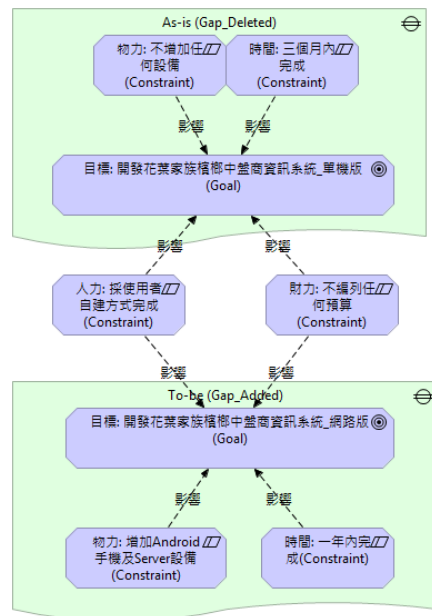 As-is (Gap_Deleted)
物力: 不增加任
何設備
(Constraint)
時間: 三個月內
完成
(Constraint)
影響
影響
目標: 開發花葉家族檳榔中盤商資訊系統_單機版
(Goal)
影響
影響
人力: 採使用者
自建方式完成
(Constraint)
財力: 不編列任
何預算
(Constraint)
影響
影響
To-be (Gap_Added)
目標: 開發花葉家族檳榔中盤商資訊系統_網路版
(Goal)
影響
影響
物力: 增加Android
手機及Server設備
(Constraint)
時間: 一年內完
成(Constraint)